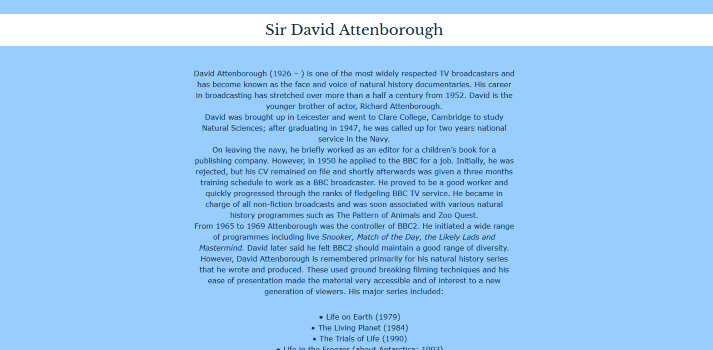 Sir David Attenborough
David Attenborough (1926 – ) is one of the most widely respected TV broadcasters and
has become known as the face and voice of natural history documentaries. His career
in broadcasting has stretched over more than a half a century from 1952. David is the
younger brother of actor, Richard Attenborough.
David was brought up in Leicester and went to Clare College, Cambridge to study
Natural Sciences; after graduating in 1947, he was called up for two years national
service in the Navy.
On leaving the navy, he briefly worked as an editor for a children's book for a
publishing company. However, in 1950 he applied to the BBC for a job. Initially, he was
rejected, but his CV remained on file and shortly afterwards was given a three months
training schedule to work as a BBC broadcaster. He proved to be a good worker and
quickly progressed through the ranks of fledgeling BBC TV service. He became in
charge of all non-fiction broadcasts and was soon associated with various natural
history programmes such as The Pattern of Animals and Zoo Quest.
From 1965 to 1969 Attenborough was the controller of BBC2. He initiated a wide range
of programmes including live Snooker, Match of the Day, the Likely Lads and
Mastermind. David later said he felt BBC2 should maintain a good range of diversity.
However, David Attenborough is remembered primarily for his natural history series
that he wrote and produced. These used ground breaking filming techniques and his
ease of presentation made the material very accessible and of interest to a new
generation of viewers. His major series included:
• Life on Earth (1979)
• The Living Planet (1984)
• The Trials of Life (1990)
• Life in the Freezer (about Antarctica; 1993)